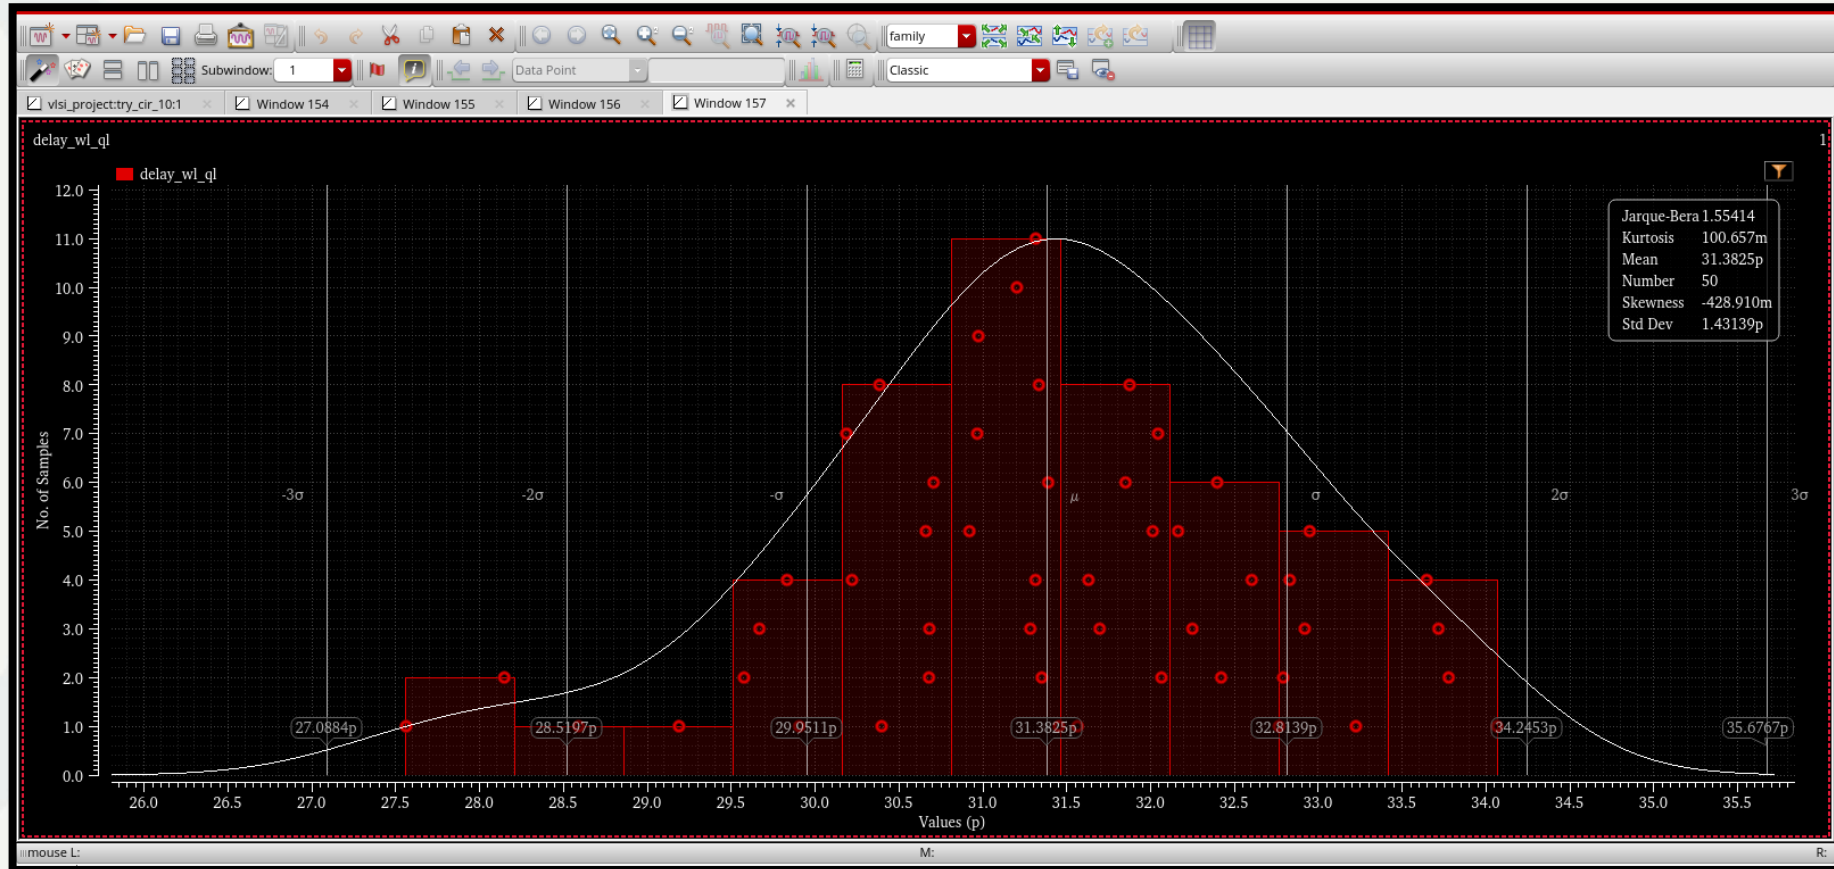 family
Subwindow: 1 Data Point Classic
vlsi_project:try_cir_10:1 Window 154 Window 155 Window 156 Window 157
delay_wl_ql 1
delay_wl_ql
Jarque-Bera 1.55414
Kurtosis 100.657m
Mean 31.3825p
Number 50
Skewness -428.910m
Std Dev 1.43139p
12.0
11.0
10.0
9.0
8.0
7.0
6.0
5.0
4.0
3.0
2.0
1.0
0.0
No. of Samples
-3σ -2σ -σ μ σ 2σ 3σ
27.0884p 28.5197p 29.9511p 31.3825p 32.8139p 34.2453p 35.6767p
26.0 26.5 27.0 27.5 28.0 28.5 29.0 29.5 30.0 30.5 31.0 31.5 32.0 32.5 33.0 33.5 34.0 34.5 35.0 35.5
Values (p)
mouse L: M: R: